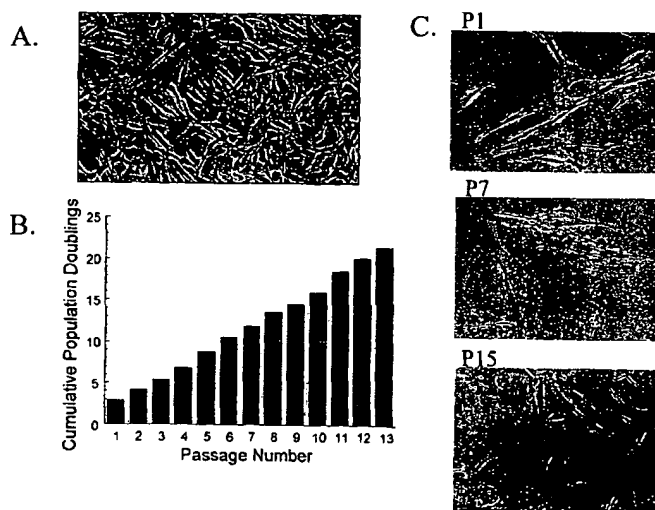 A.
B.
Cumulative Population Doublings
25
20
15
10
5
0
1 2 3 4 5 6 7 8 9 10 11 12 13
Passage Number
C.
P1
P7
P15